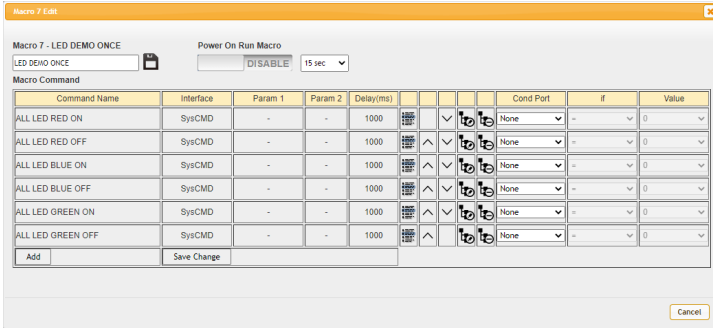 Macro 7 Edit
Macro 7 - LED DEMO ONCE Power On Run Macro
LED DEMO ONCE DISABLE 15 sec
Macro Command
Command Name Interface Param 1 Param 2 Delay(ms) Cond Port if Value
ALL LED RED ON SysCMD - - 1000 None = 0
ALL LED RED OFF SysCMD - - 1000 None = 0
ALL LED BLUE ON SysCMD - - 1000 None = 0
ALL LED BLUE OFF SysCMD - - 1000 None = 0
ALL LED GREEN ON SysCMD - - 1000 None = 0
ALL LED GREEN OFF SysCMD - - 1000 None = 0
Add Save Change
Cancel